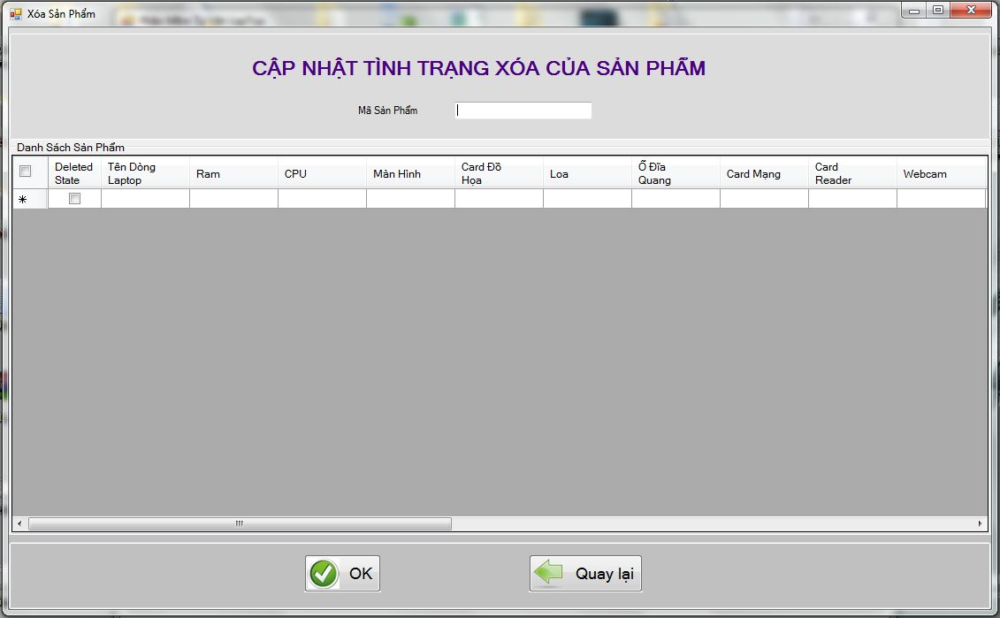 Xóa Sản Phẩm
CẬP NHẬT TÌNH TRẠNG XÓA CỦA SẢN PHẨM
Mã Sản Phẩm
Danh Sách Sản Phẩm
Deleted State
Tên Dòng Laptop
Ram
CPU
Màn Hình
Card Đồ Họa
Loa
Ổ Đĩa Quang
Card Mạng
Card Reader
Webcam
OK
Quay lại